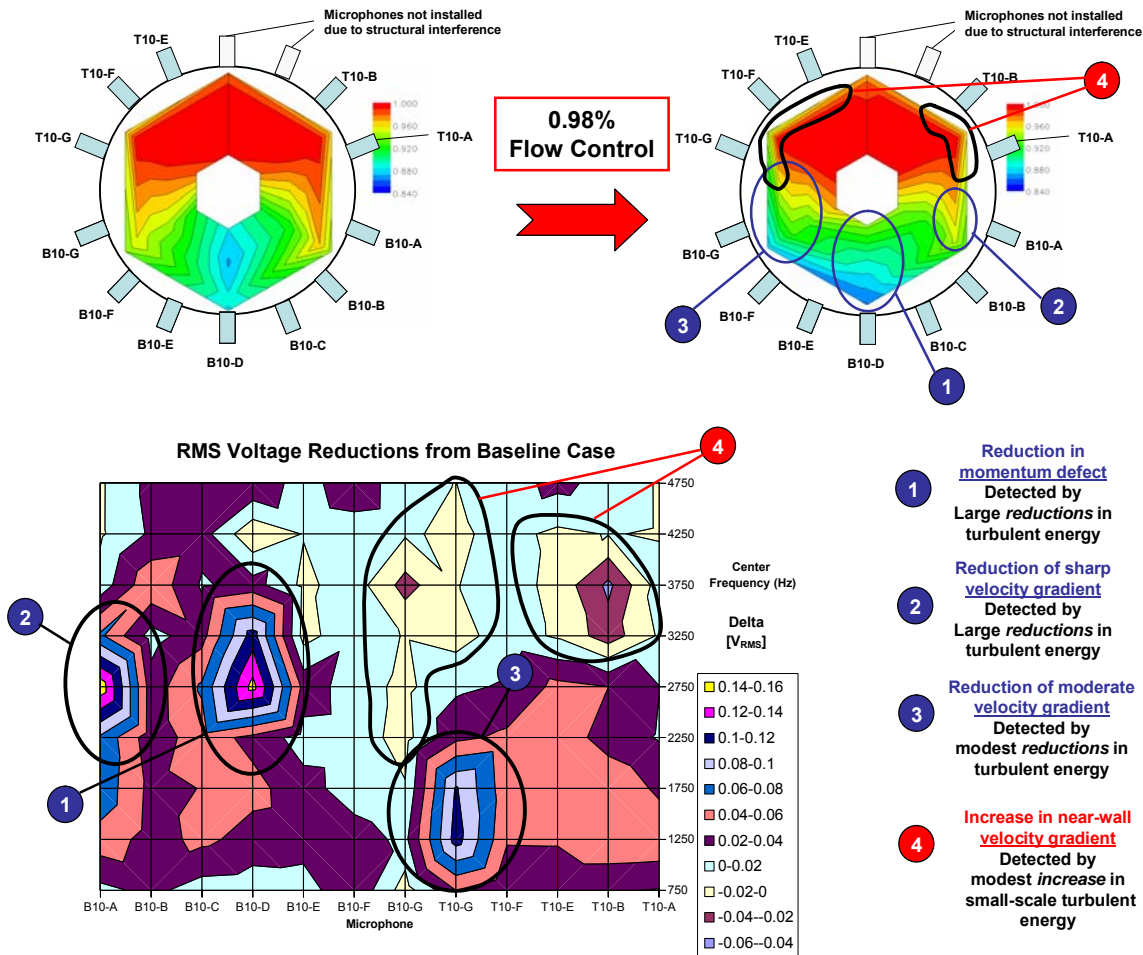 Microphones not installed
due to structural interference
T10-E
T10-F
T10-B
T10-G
T10-A
1.000
0.960
0.920
0.880
0.840
B10-G
B10-A
B10-F
B10-B
B10-E
B10-C
B10-D
0.98%
Flow Control
Microphones not installed
due to structural interference
T10-E
T10-F
T10-B
4
T10-G
T10-A
1.000
0.960
0.920
0.880
0.840
B10-G
B10-A
B10-F
B10-B
B10-E
B10-C
B10-D
3
2
1
RMS Voltage Reductions from Baseline Case
4
2
3
1
4750
4250
3750
3250
2750
2250
1750
1250
750
B10-A
B10-B
B10-C
B10-D
B10-E
B10-F
B10-G
T10-G
T10-F
T10-E
T10-B
T10-A
Microphone
Center
Frequency (Hz)
Delta
[VRMS]
0.14-0.16
0.12-0.14
0.1-0.12
0.08-0.1
0.06-0.08
0.04-0.06
0.02-0.04
0-0.02
-0.02-0
-0.04--0.02
-0.06--0.04
1
Reduction in
momentum defect
Detected by
Large reductions in
turbulent energy
2
Reduction of sharp
velocity gradient
Detected by
Large reductions in
turbulent energy
3
Reduction of moderate
velocity gradient
Detected by
modest reductions in
turbulent energy
4
Increase in near-wall
velocity gradient
Detected by
modest increase in
small-scale turbulent
energy